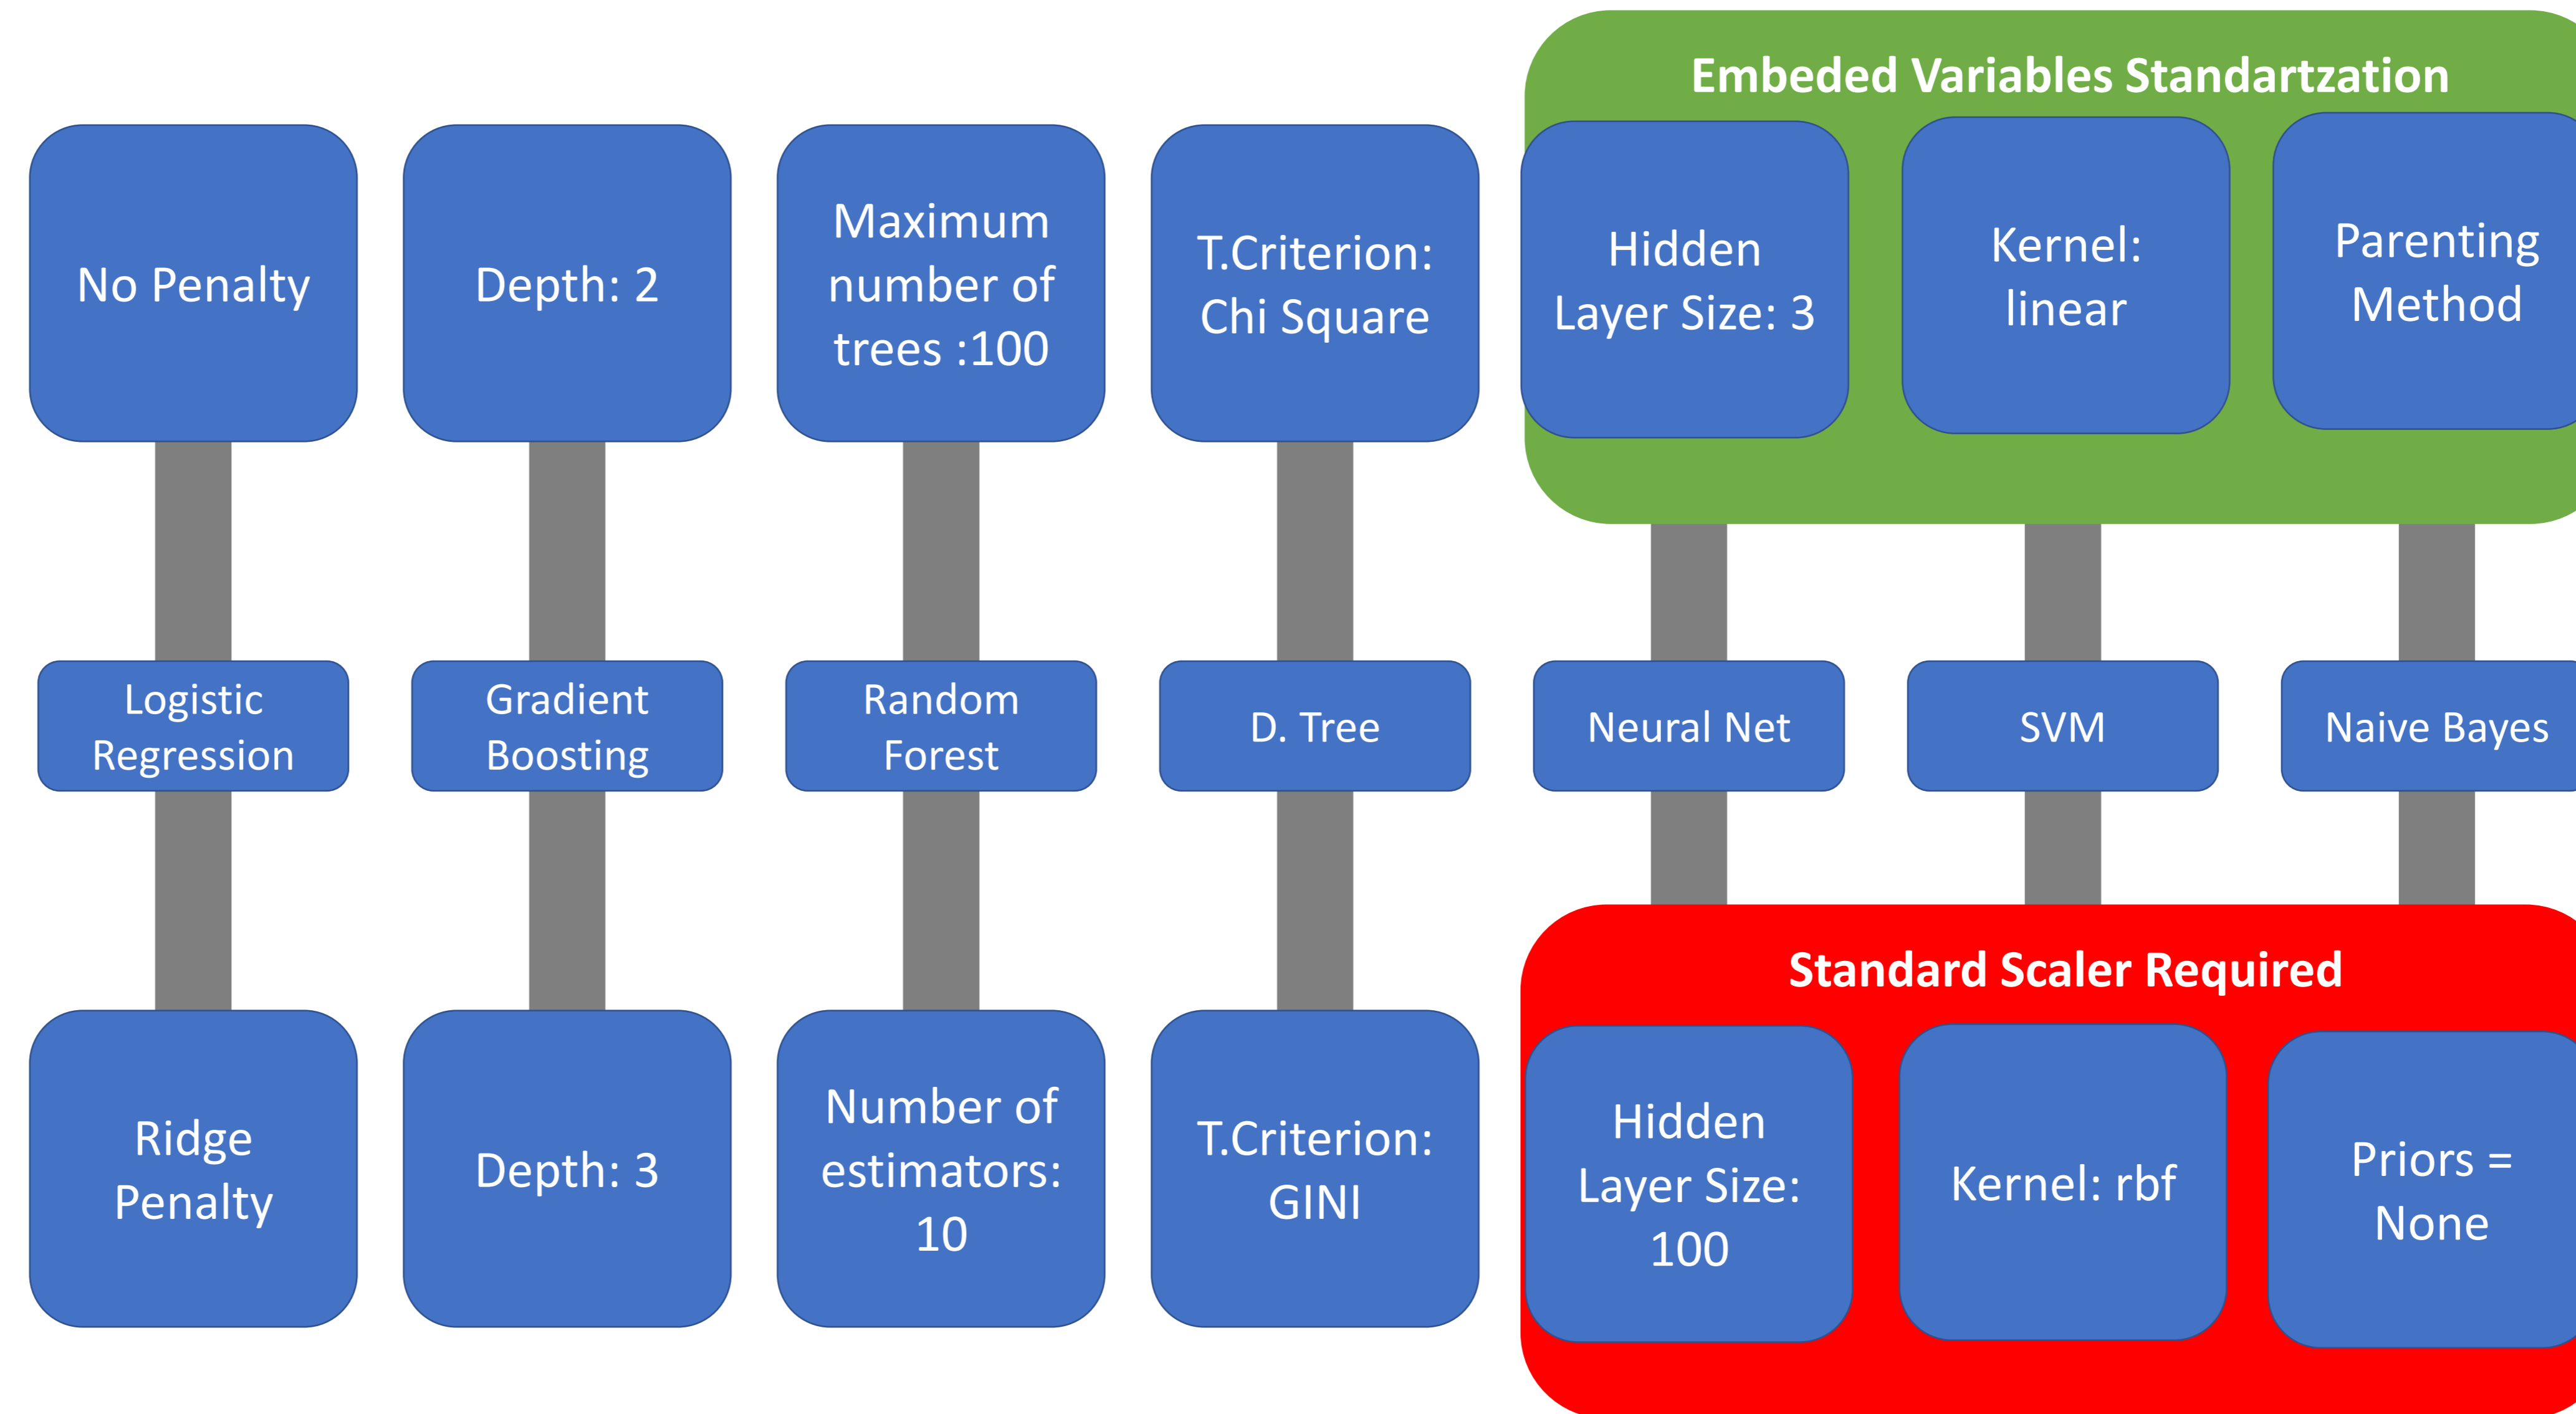 Embeded Variables Standartzation
No Penalty
Depth: 2
Maximum
number of
trees :100
T.Criterion:
Chi Square
Hidden
Layer Size: 3
Kernel:
linear
Parenting
Method
Logistic
Regression
Gradient
Boosting
Random
Forest
D. Tree
Neural Net
SVM
Naive Bayes
Standard Scaler Required
Ridge
Penalty
Depth: 3
Number of
estimators:
10
T.Criterion:
GINI
Hidden
Layer Size:
100
Kernel: rbf
Priors =
None